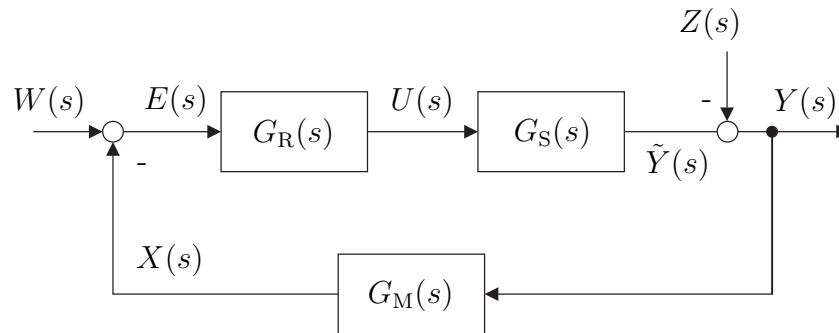 Z(s)
W(s) E(s) U(s) - Y(s)
G_R(s) G_S(s)
- Ỹ(s)
X(s)
G_M(s)